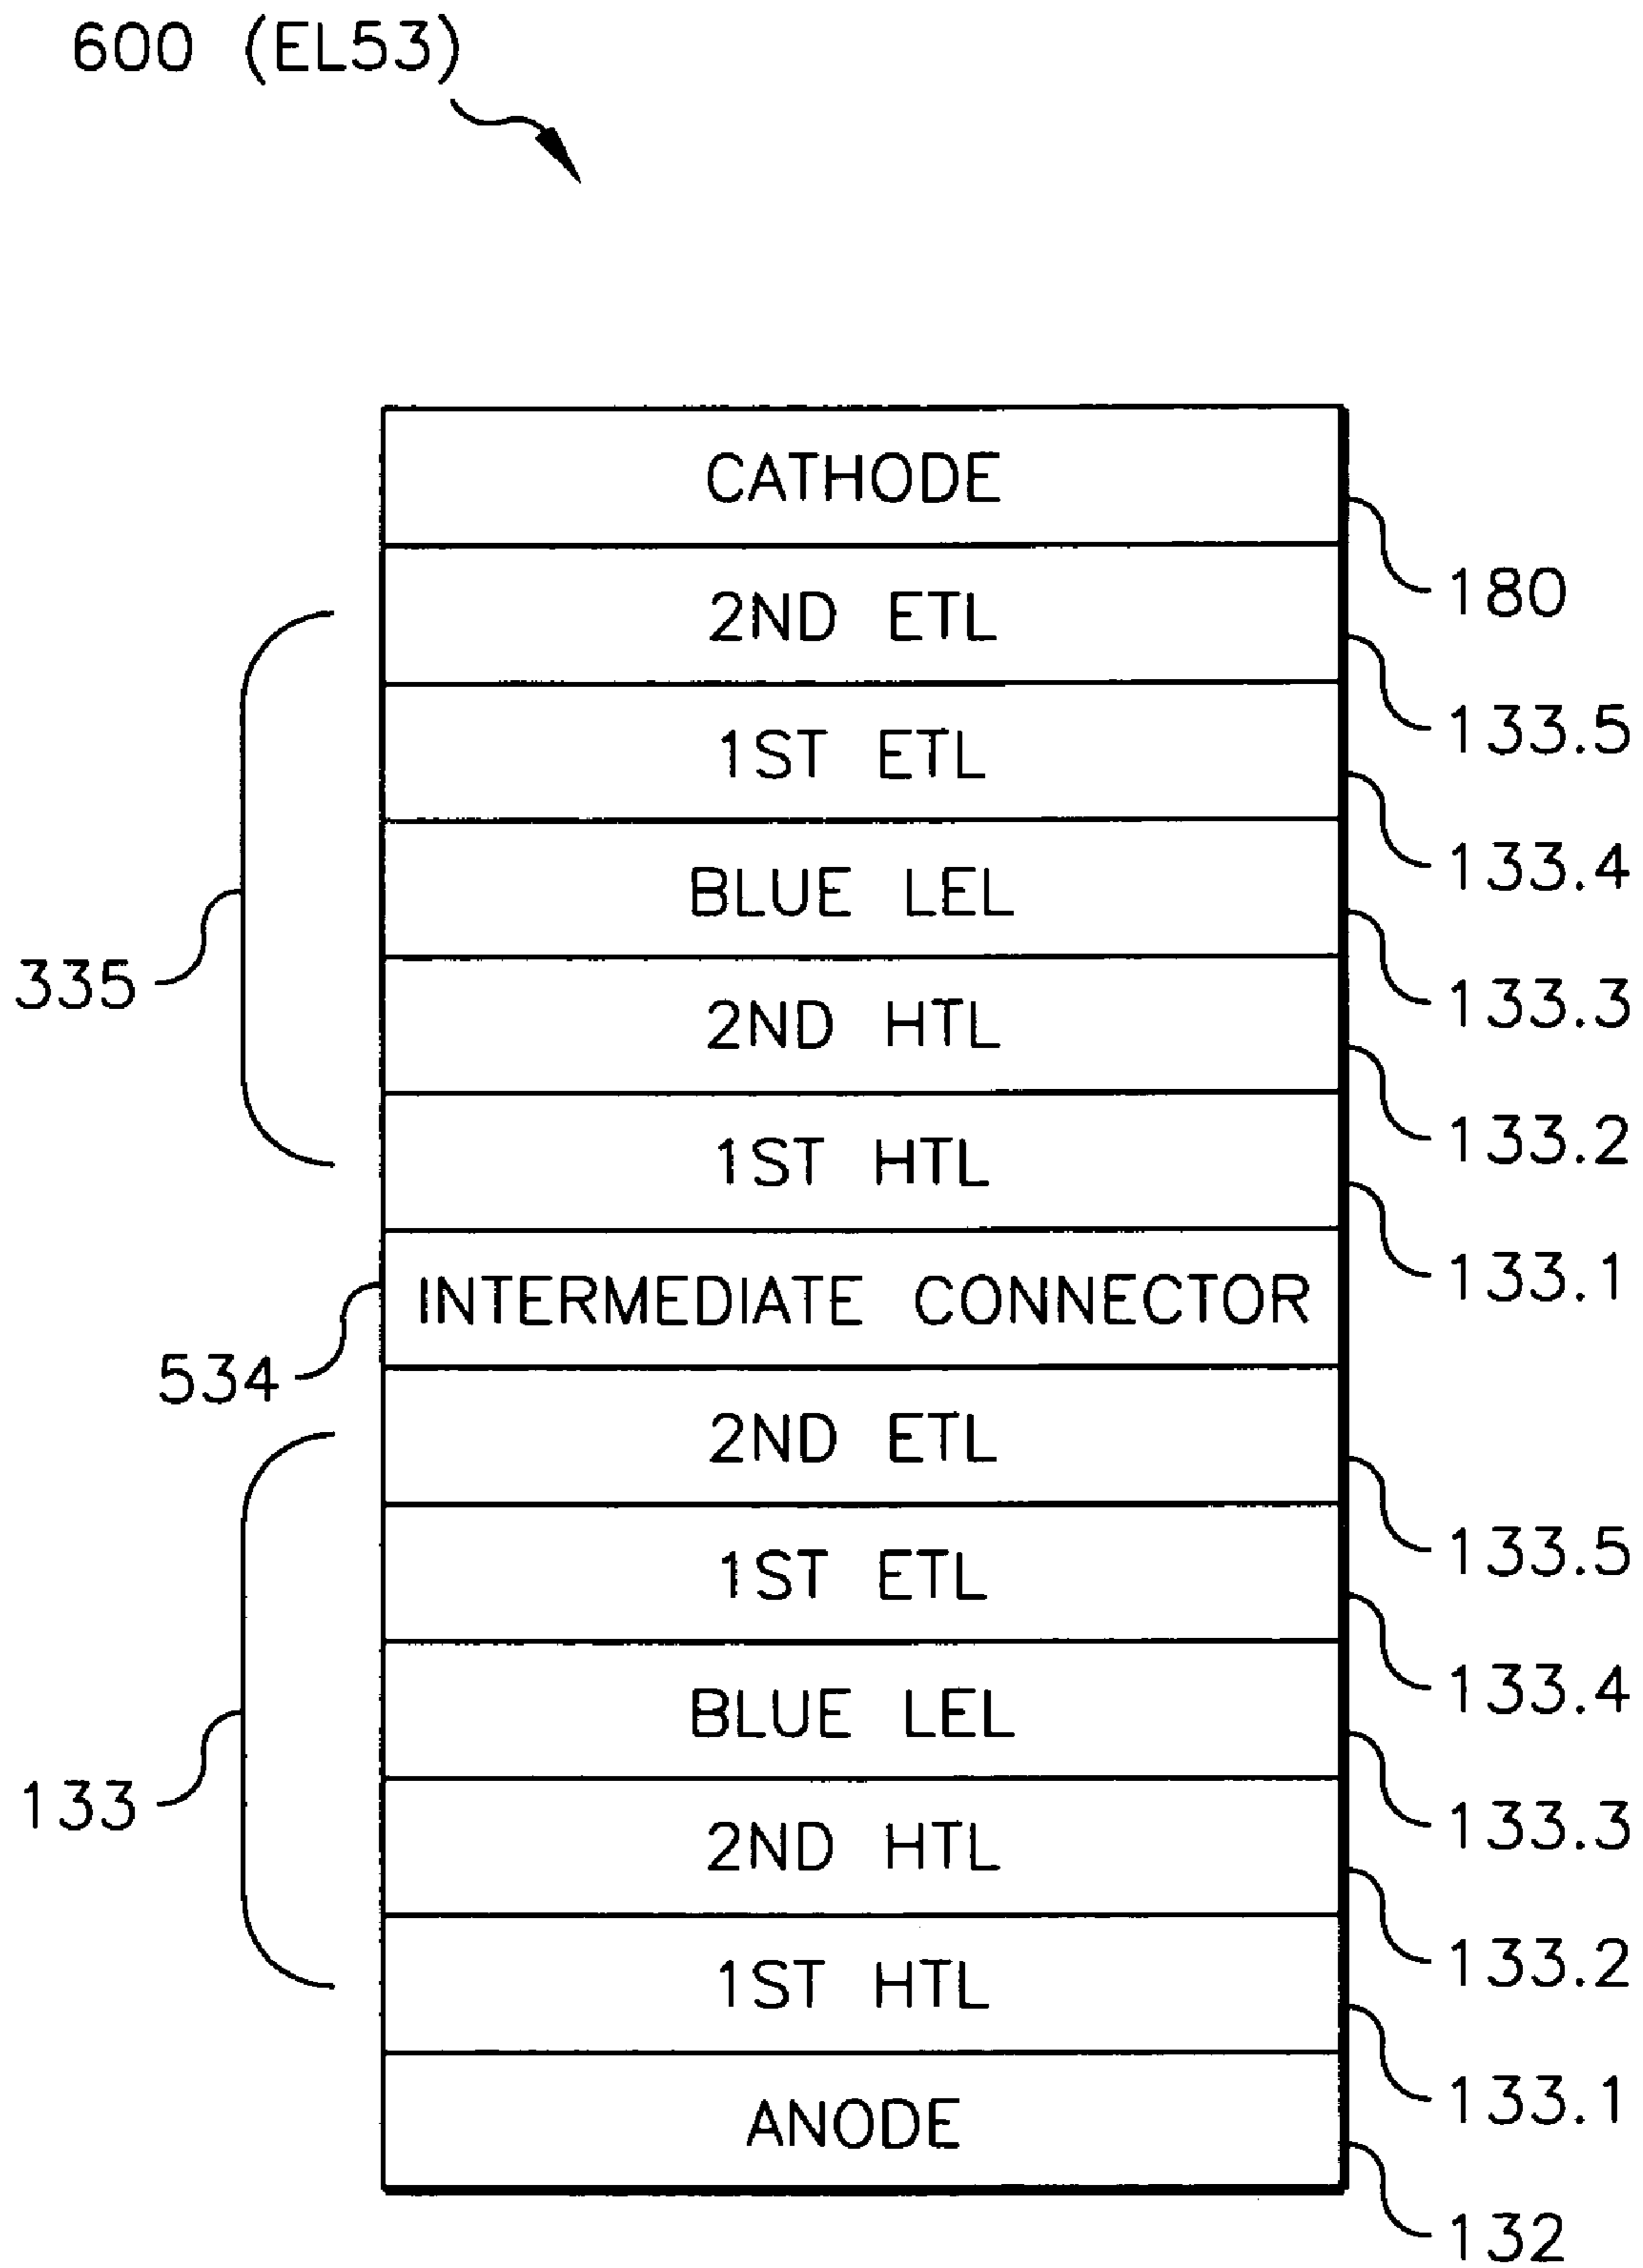 600 (EL53)
CATHODE
180
2ND ETL
133.5
1ST ETL
133.4
BLUE LEL
133.3
335
2ND HTL
133.2
1ST HTL
133.1
INTERMEDIATE CONNECTOR
534
2ND ETL
133.5
1ST ETL
133.4
BLUE LEL
133.3
133
2ND HTL
133.2
1ST HTL
133.1
ANODE
132